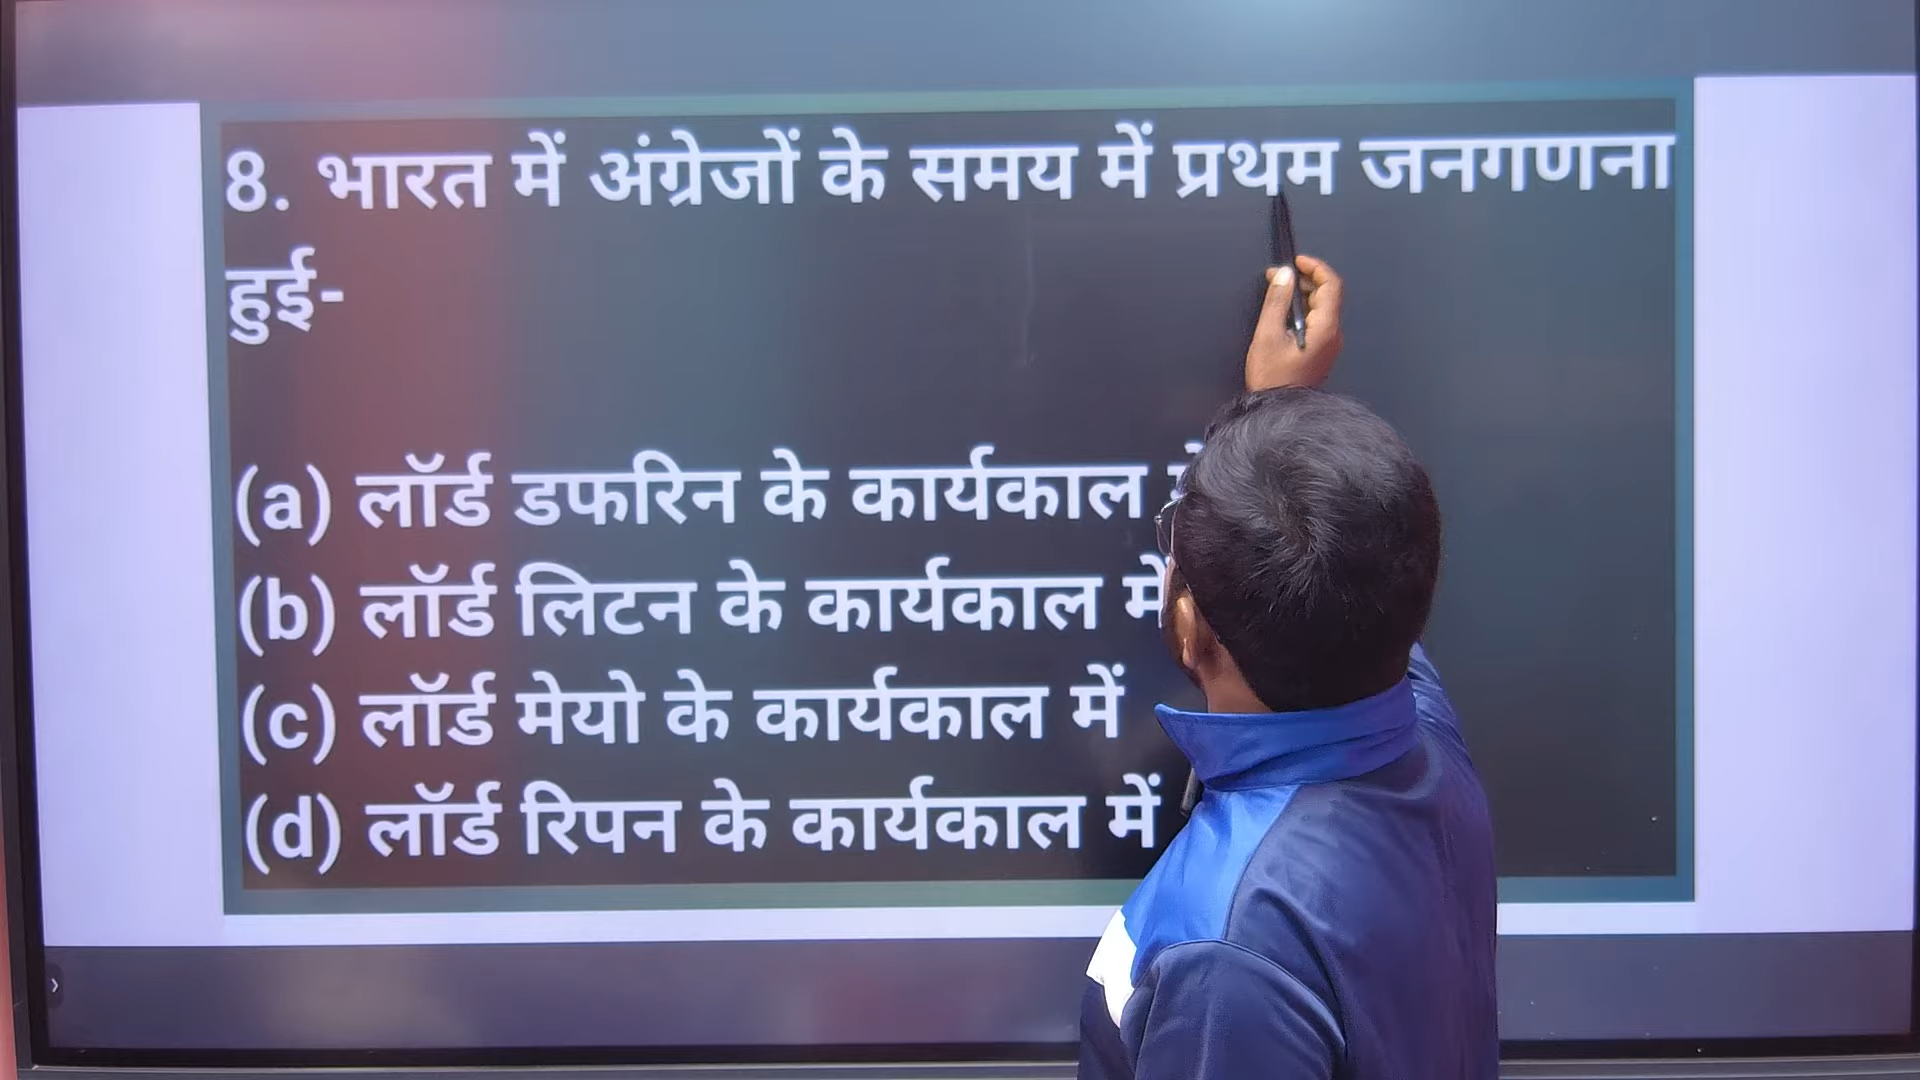 8. भारत में अंग्रेजों के समय में प्रथम जनगणना
हुई-
(a) लॉर्ड डफरिन के कार्यकाल
(b) लॉर्ड लिटन के कार्यकाल में
(c) लॉर्ड मेयो के कार्यकाल में
(d) लॉर्ड रिपन के कार्यकाल में